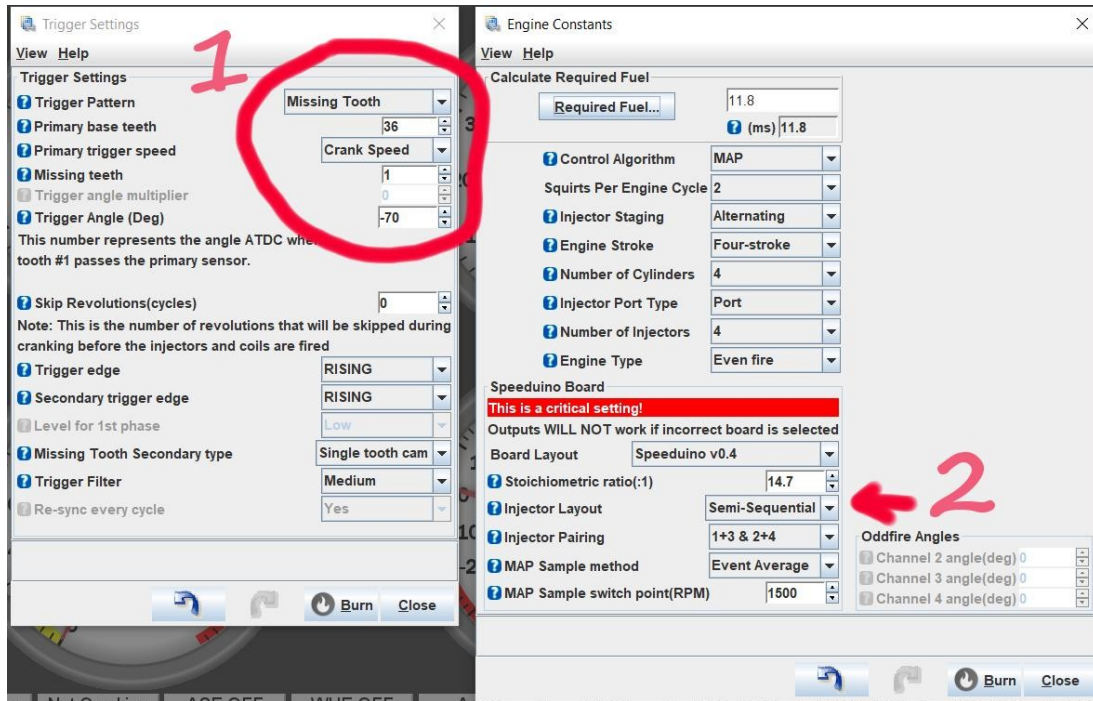 Trigger Settings
View Help
Trigger Settings
Trigger Pattern Missing Tooth
Primary base teeth 36
Primary trigger speed Crank Speed
Missing teeth 1
Trigger angle multiplier 0
Trigger Angle (Deg) -70
This number represents the angle ATDC
tooth #1 passes the primary sensor.
Skip Revolutions(cycles) 0
Note: This is the number of revolutions that will be skipped during
cranking before the injectors and coils are fired
Trigger edge RISING
Secondary trigger edge RISING
Level for 1st phase Low
Missing Tooth Secondary type Single tooth cam
Trigger Filter Medium
Re-sync every cycle Yes
Burn Close
1
Engine Constants
View Help
Calculate Required Fuel
Required Fuel... 11.8
(ms) 11.8
Control Algorithm MAP
Squirts Per Engine Cycle 2
Injector Staging Alternating
Engine Stroke Four-stroke
Number of Cylinders 4
Injector Port Type Port
Number of Injectors 4
Engine Type Even fire
Speeduino Board
This is a critical setting!
Outputs WILL NOT work if incorrect board is selected
Board Layout Speeduino v0.4
Stoichiometric ratio(:1) 14.7
Injector Layout Semi-Sequential
Injector Pairing 1+3 & 2+4
MAP Sample method Event Average
MAP Sample switch point(RPM) 1500
2
Oddfire Angles
Channel 2 angle(deg) 0
Channel 3 angle(deg) 0
Channel 4 angle(deg) 0
Burn Close